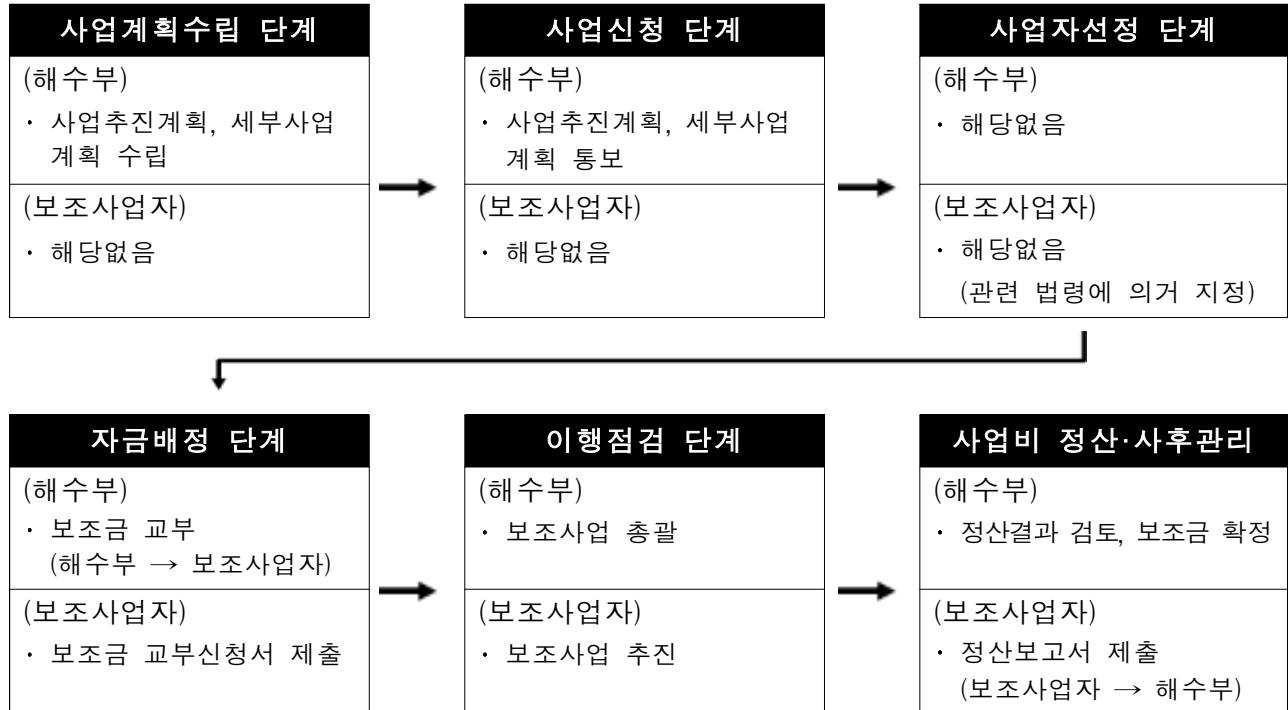 사업계획수립 단계
(해수부)
· 사업추진계획, 세부사업
계획 수립
(보조사업자)
· 해당없음
사업신청 단계
(해수부)
· 사업추진계획, 세부사업
계획 통보
(보조사업자)
· 해당없음
사업자선정 단계
(해수부)
· 해당없음
(보조사업자)
· 해당없음
(관련 법령에 의거 지정)
자금배정 단계
(해수부)
· 보조금 교부
(해수부 → 보조사업자)
(보조사업자)
· 보조금 교부신청서 제출
이행점검 단계
(해수부)
· 보조사업 총괄
(보조사업자)
· 보조사업 추진
사업비 정산·사후관리
(해수부)
· 정산결과 검토, 보조금 확정
(보조사업자)
· 정산보고서 제출
(보조사업자 → 해수부)